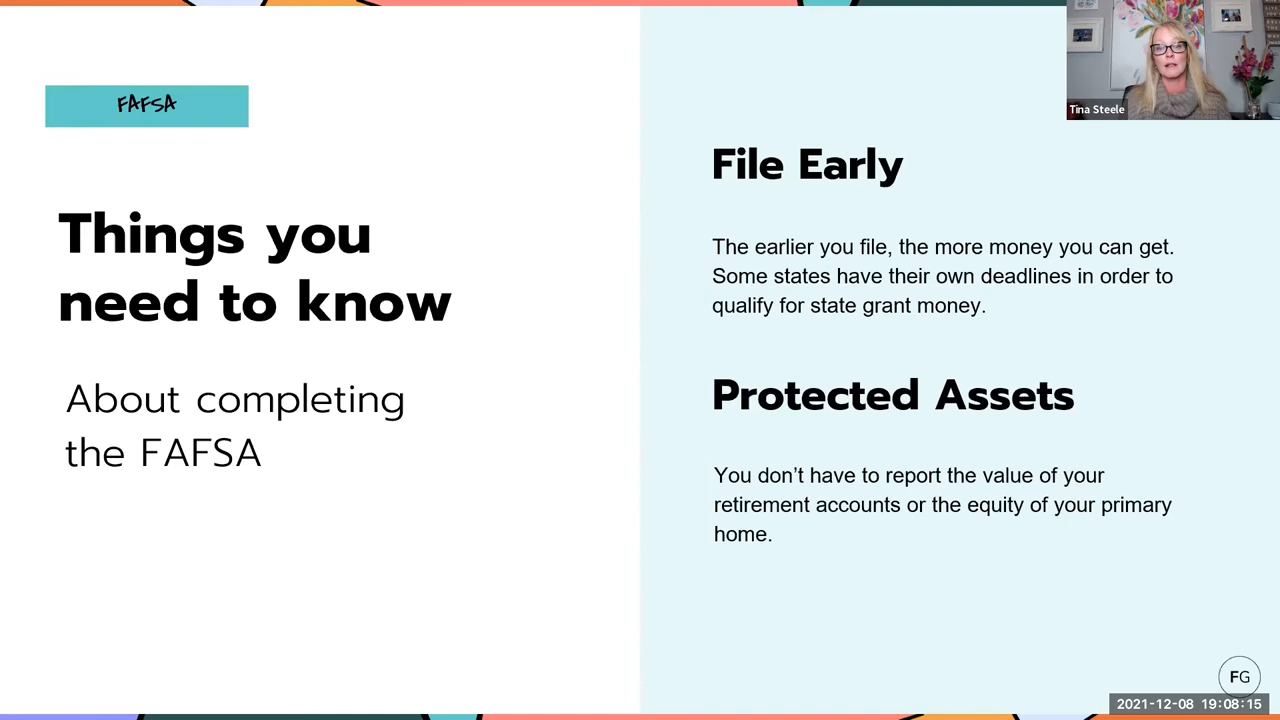 FAFSA
Things you
need to know
About completing
the FAFSA
File Early
The earlier you file, the more money you can get.
Some states have their own deadlines in order to
qualify for state grant money.
Protected Assets
You don’t have to report the value of your
retirement accounts or the equity of your primary
home.
Tina Steele
FG
2021-12-08 19:08:15